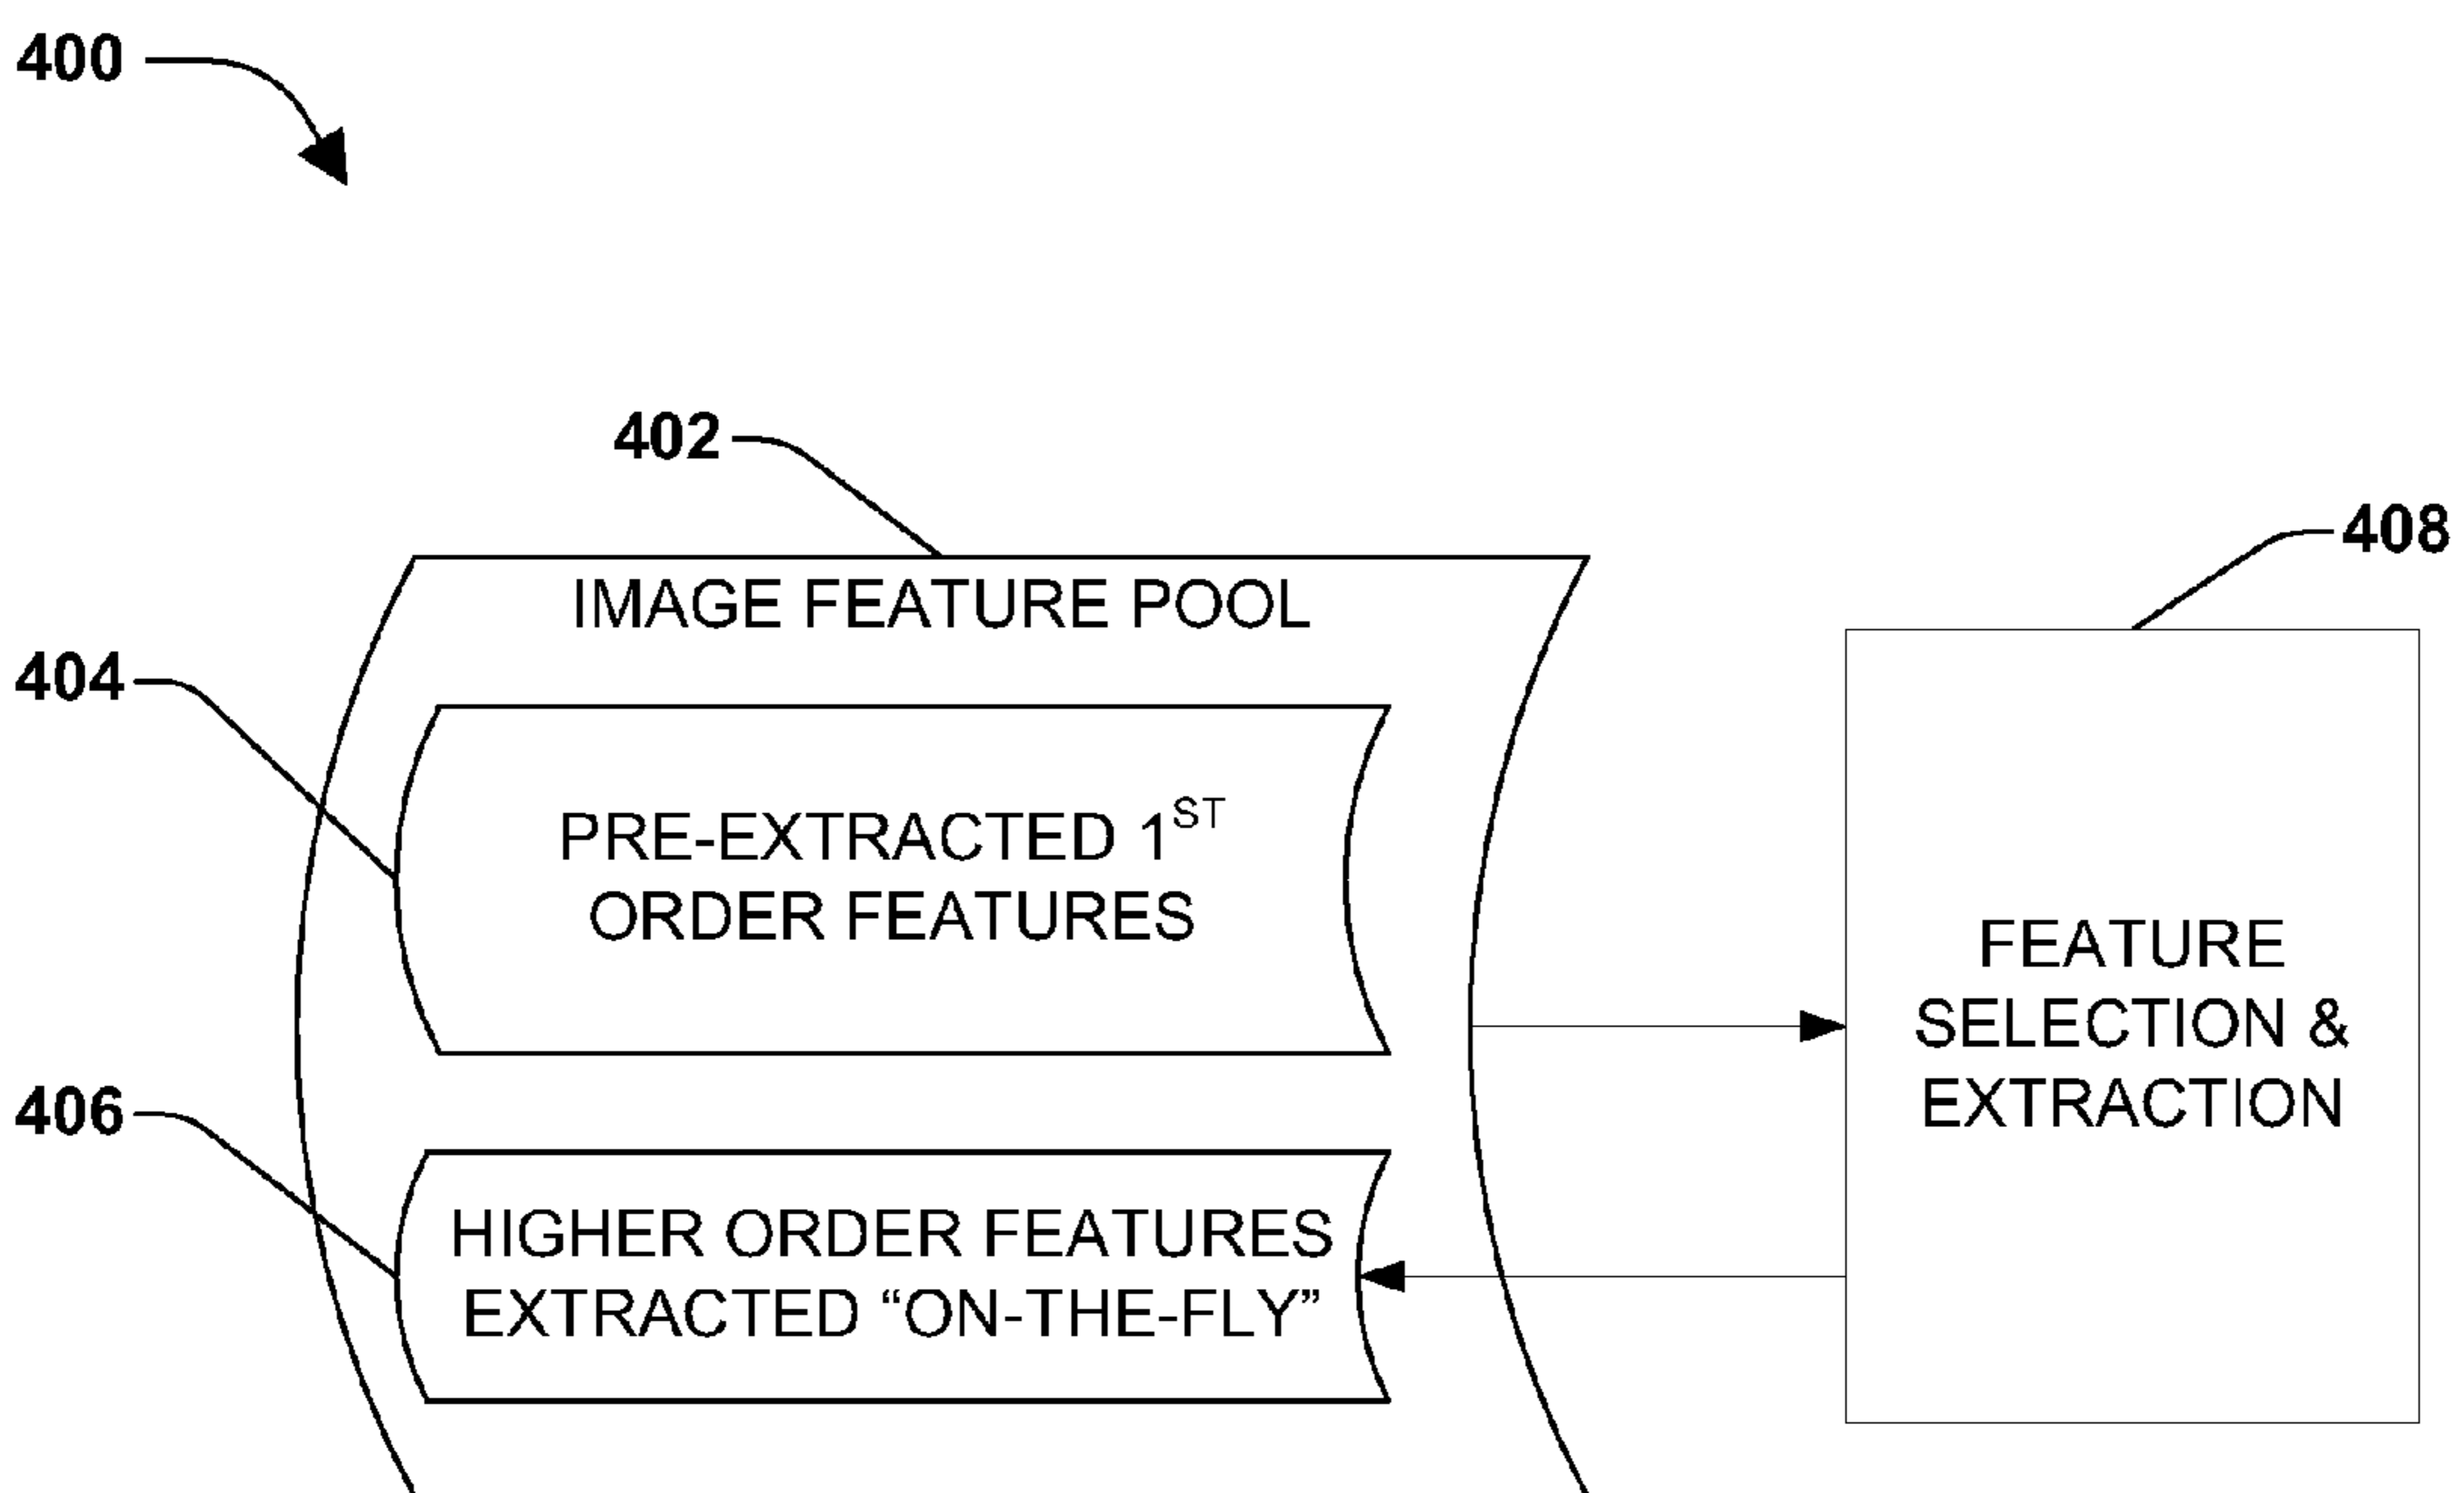 400
402
408
IMAGE FEATURE POOL
404
PRE-EXTRACTED 1ST
ORDER FEATURES
FEATURE
SELECTION &
EXTRACTION
406
HIGHER ORDER FEATURES
EXTRACTED “ON-THE-FLY”